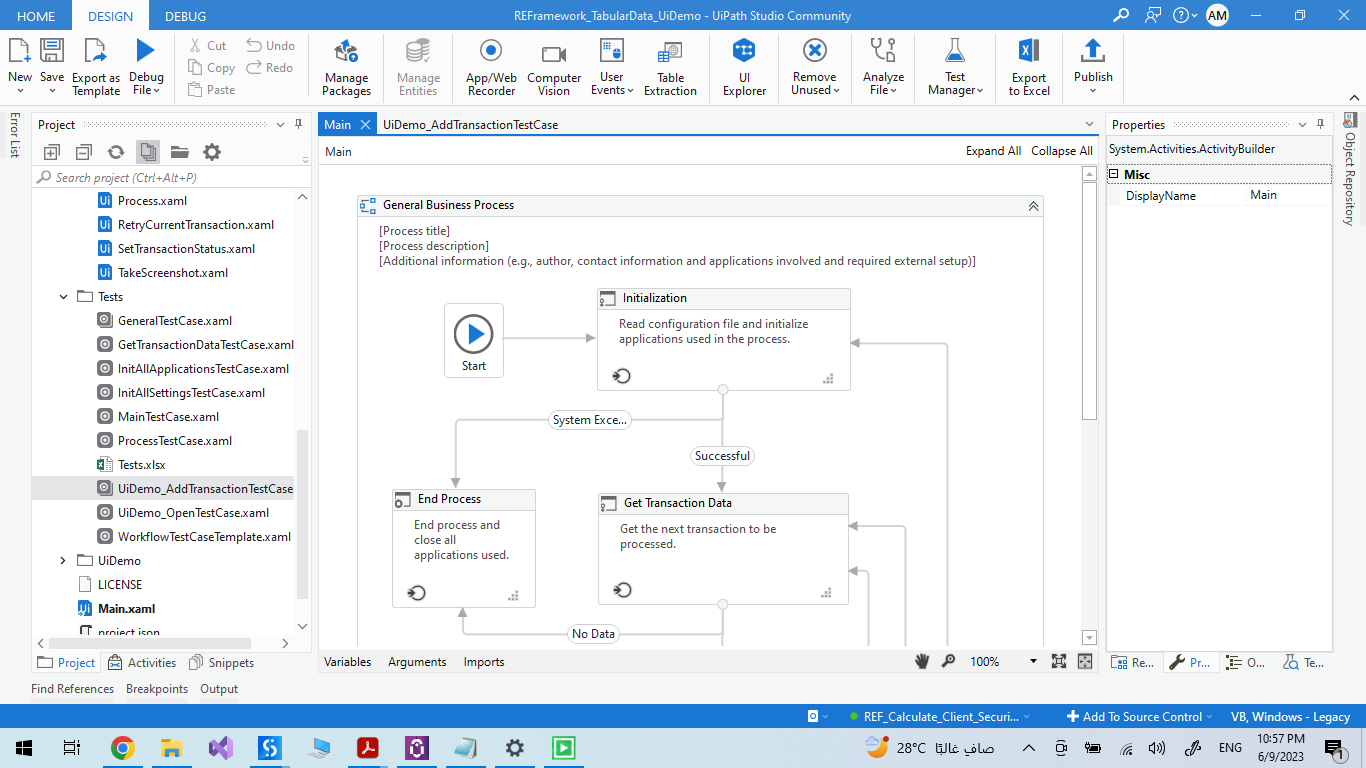 HOME DESIGN DEBUG
REFramework_TabularData_UiDemo - UiPath Studio Community
AM
New
Save
Export as Template
Debug File
Cut
Copy
Paste
Undo
Redo
Manage Packages
Manage Entities
App/Web Recorder
Computer Vision
User Events
Table Extraction
UI Explorer
Remove Unused
Analyze File
Test Manager
Export to Excel
Publish
Error List
Project
Search project (Ctrl+Alt+P)
Process.xaml
RetryCurrentTransaction.xaml
SetTransactionStatus.xaml
TakeScreenshot.xaml
Tests
GeneralTestCase.xaml
GetTransactionDataTestCase.xaml
InitAllApplicationsTestCase.xaml
InitAllSettingsTestCase.xaml
MainTestCase.xaml
ProcessTestCase.xaml
Tests.xlsx
UiDemo_AddTransactionTestCase
UiDemo_OpenTestCase.xaml
WorkflowTestCaseTemplate.xaml
UiDemo
LICENSE
Main.xaml
project.json
Project Activities Snippets
Main UiDemo_AddTransactionTestCase
Main
Expand All Collapse All
General Business Process
[Process title]
[Process description]
[Additional information (e.g., author, contact information and applications involved and required external setup)]
Start
Initialization
Read configuration file and initialize
applications used in the process.
System Exce...
Successful
End Process
End process and
close all
applications used.
Get Transaction Data
Get the next transaction to be
processed.
No Data
Variables Arguments Imports
100%
Properties
System.Activities.ActivityBuilder
Misc
DisplayName Main
Object Repository
Re... Pr... O... Te...
Find References Breakpoints Output
REF_Calculate_Client_Securi... Add To Source Control VB, Windows - Legacy
28°C صاف غالبًا
ENG
10:57 PM
6/9/2023
1